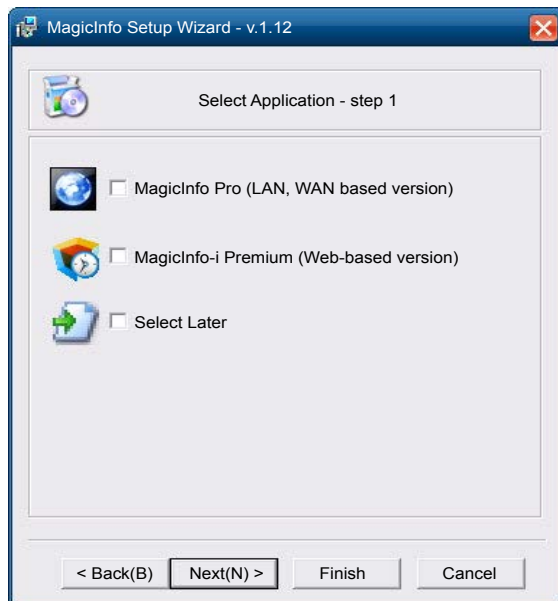 MagicInfo Setup Wizard - v.1.12
Select Application - step 1
MagicInfo Pro (LAN, WAN based version)
MagicInfo-i Premium (Web-based version)
Select Later
< Back(B) Next(N) > Finish Cancel